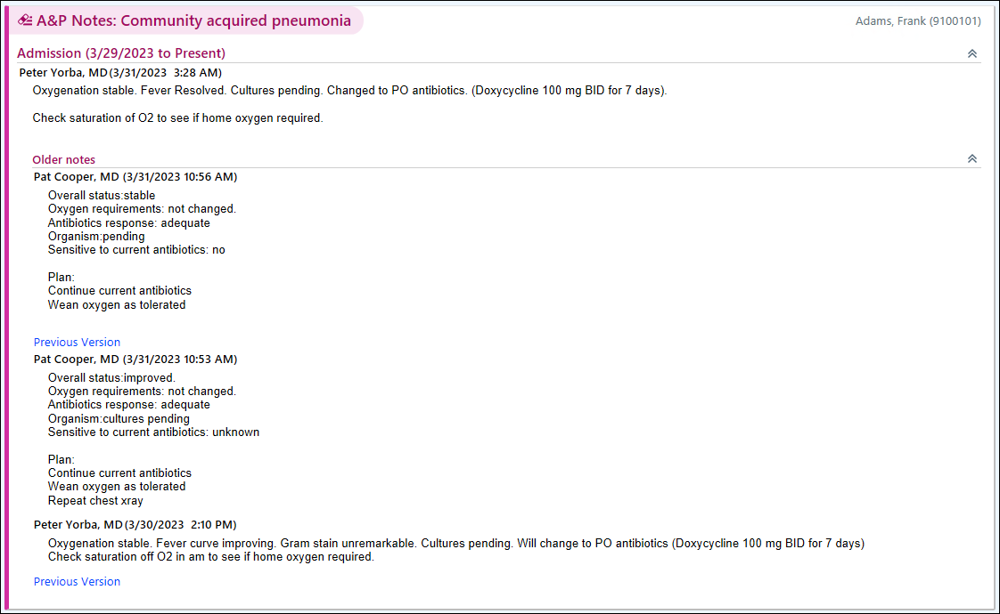 A&P Notes: Community acquired pneumonia
Adams, Frank (9100101)
Admission (3/29/2023 to Present)
Peter Yorba, MD (3/31/2023  3:28 AM)
Oxygenation stable. Fever Resolved. Cultures pending. Changed to PO antibiotics. (Doxycycline 100 mg BID for 7 days).
Check saturation of O2 to see if home oxygen required.
Older notes
Pat Cooper, MD (3/31/2023 10:56 AM)
Overall status:stable
Oxygen requirements: not changed.
Antibiotics response: adequate
Organism:pending
Sensitive to current antibiotics: no
Plan:
Continue current antibiotics
Wean oxygen as tolerated
Previous Version
Pat Cooper, MD (3/31/2023 10:53 AM)
Overall status:improved.
Oxygen requirements: not changed.
Antibiotics response: adequate
Organism:cultures pending
Sensitive to current antibiotics: unknown
Plan:
Continue current antibiotics
Wean oxygen as tolerated
Repeat chest xray
Peter Yorba, MD (3/30/2023  2:10 PM)
Oxygenation stable. Fever curve improving. Gram stain unremarkable. Cultures pending. Will change to PO antibiotics (Doxycycline 100 mg BID for 7 days)
Check saturation off O2 in am to see if home oxygen required.
Previous Version